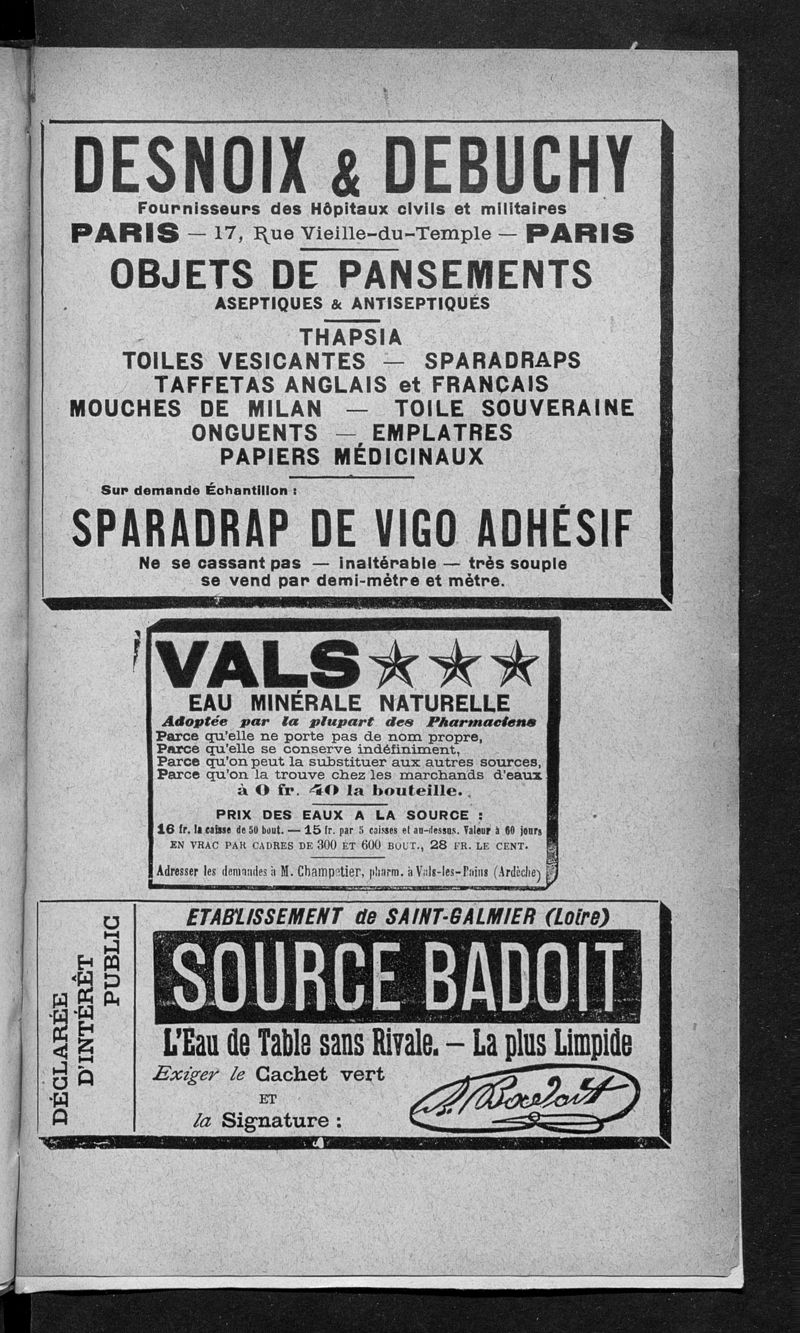 DESNOIX & DEBUCHY
Fournisseurs des Hôpitaux civils et militaires
PARIS — 17, Rue Vieille-du-Temple — PARIS
OBJETS DE PANSEMENTS
ASEPTIQUES & ANTISEPTIQUES
THAPSIA
TOILES VESICANTES — SPARADRAPS
TAFFETAS ANGLAIS et FRANCAIS
MOUCHES DE MILAN — TOILE SOUVERAINE
ONGUENTS — EMPLATRES
PAPIERS MÉDICINAUX
Sur demande Échantillon :
SPARADRAP DE VIGO ADHÉSIF
Ne se cassant pas — inaltérable — très souple
se vend par demi-mètre et mètre.
VALS ★ ★ ★
EAU MINÉRALE NATURELLE
Adoptée par la plupart des Pharmaciens
Parce qu'elle ne porte pas de nom propre,
Parce qu'elle se conserve indéfiniment,
Parce qu'on peut la substituer aux autres sources,
Parce qu'on la trouve chez les marchands d'eaux
à 0 fr. 40 la bouteille.
PRIX DES EAUX A LA SOURCE :
16 fr. la caisse de 50 bout. — 15 fr. par 5 caisses et au-dessus. Valeur à 60 jours
EN VRAC PAR CADRES DE 300 ET 600 BOUT., 28 FR. LE CENT.
Adresser les demandes à M. Champetier, pharm. à Vals-les-Bains (Ardèche)
DÉCLARÉE
D'INTÉRÊT
PUBLIC
ETABLISSEMENT de SAINT-GALMIER (Loire)
SOURCE BADOIT
L'Eau de Table sans Rivale. — La plus Limpide
Exiger le Cachet vert
ET
la Signature :
Badoit